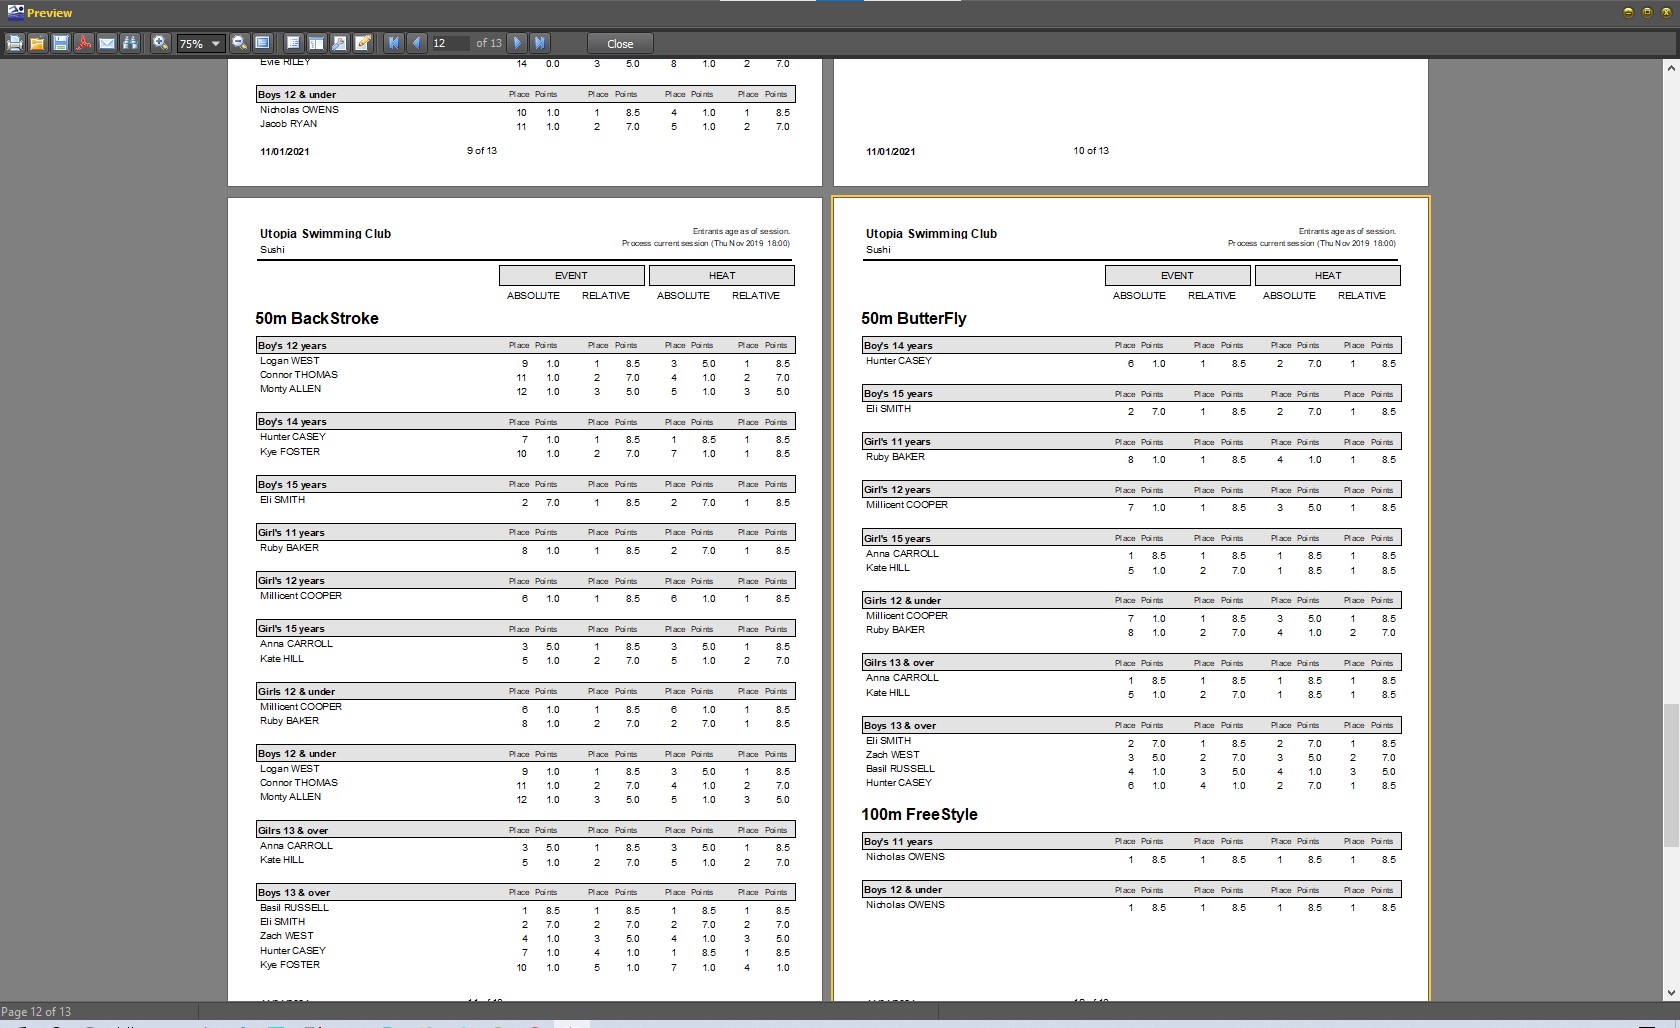 Preview
75%
12 of 13
Close
Evie RILEY 14 0.0 3 5.0 8 1.0 2 7.0
Boys 12 & under Place Points Place Points Place Points Place Points
Nicholas OWENS 10 1.0 1 8.5 4 1.0 1 8.5
Jacob RYAN 11 1.0 2 7.0 5 1.0 2 7.0
11/01/2021 9 of 13
11/01/2021 10 of 13
Utopia Swimming Club Entrants age as of session.
Sushi Process current session (Thu Nov 2019 18:00)
EVENT HEAT
ABSOLUTE RELATIVE ABSOLUTE RELATIVE
50m BackStroke
Boy's 12 years Place Points Place Points Place Points Place Points
Logan WEST 9 1.0 1 8.5 3 5.0 1 8.5
Connor THOMAS 11 1.0 2 7.0 4 1.0 2 7.0
Monty ALLEN 12 1.0 3 5.0 5 1.0 3 5.0
Boy's 14 years Place Points Place Points Place Points Place Points
Hunter CASEY 7 1.0 1 8.5 1 8.5 1 8.5
Kye FOSTER 10 1.0 2 7.0 7 1.0 1 8.5
Boy's 15 years Place Points Place Points Place Points Place Points
Eli SMITH 2 7.0 1 8.5 2 7.0 1 8.5
Girl's 11 years Place Points Place Points Place Points Place Points
Ruby BAKER 8 1.0 1 8.5 2 7.0 1 8.5
Girl's 12 years Place Points Place Points Place Points Place Points
Millicent COOPER 6 1.0 1 8.5 6 1.0 1 8.5
Girl's 15 years Place Points Place Points Place Points Place Points
Anna CARROLL 3 5.0 1 8.5 3 5.0 1 8.5
Kate HILL 5 1.0 2 7.0 5 1.0 2 7.0
Girls 12 & under Place Points Place Points Place Points Place Points
Millicent COOPER 6 1.0 1 8.5 6 1.0 1 8.5
Ruby BAKER 8 1.0 2 7.0 2 7.0 1 8.5
Boys 12 & under Place Points Place Points Place Points Place Points
Logan WEST 9 1.0 1 8.5 3 5.0 1 8.5
Connor THOMAS 11 1.0 2 7.0 4 1.0 2 7.0
Monty ALLEN 12 1.0 3 5.0 5 1.0 3 5.0
Gilrs 13 & over Place Points Place Points Place Points Place Points
Anna CARROLL 3 5.0 1 8.5 3 5.0 1 8.5
Kate HILL 5 1.0 2 7.0 5 1.0 2 7.0
Boys 13 & over Place Points Place Points Place Points Place Points
Basil RUSSELL 1 8.5 1 8.5 1 8.5 1 8.5
Eli SMITH 2 7.0 2 7.0 2 7.0 2 7.0
Zach WEST 4 1.0 3 5.0 4 1.0 3 5.0
Hunter CASEY 7 1.0 4 1.0 1 8.5 1 8.5
Kye FOSTER 10 1.0 5 1.0 7 1.0 4 1.0
Utopia Swimming Club Entrants age as of session.
Sushi Process current session (Thu Nov 2019 18:00)
EVENT HEAT
ABSOLUTE RELATIVE ABSOLUTE RELATIVE
50m ButterFly
Boy's 14 years Place Points Place Points Place Points Place Points
Hunter CASEY 6 1.0 1 8.5 2 7.0 1 8.5
Boy's 15 years Place Points Place Points Place Points Place Points
Eli SMITH 2 7.0 1 8.5 2 7.0 1 8.5
Girl's 11 years Place Points Place Points Place Points Place Points
Ruby BAKER 8 1.0 1 8.5 4 1.0 1 8.5
Girl's 12 years Place Points Place Points Place Points Place Points
Millicent COOPER 7 1.0 1 8.5 3 5.0 1 8.5
Girl's 15 years Place Points Place Points Place Points Place Points
Anna CARROLL 1 8.5 1 8.5 1 8.5 1 8.5
Kate HILL 5 1.0 2 7.0 1 8.5 1 8.5
Girls 12 & under Place Points Place Points Place Points Place Points
Millicent COOPER 7 1.0 1 8.5 3 5.0 1 8.5
Ruby BAKER 8 1.0 2 7.0 4 1.0 2 7.0
Gilrs 13 & over Place Points Place Points Place Points Place Points
Anna CARROLL 1 8.5 1 8.5 1 8.5 1 8.5
Kate HILL 5 1.0 2 7.0 1 8.5 1 8.5
Boys 13 & over Place Points Place Points Place Points Place Points
Eli SMITH 2 7.0 1 8.5 2 7.0 1 8.5
Zach WEST 3 5.0 2 7.0 3 5.0 2 7.0
Basil RUSSELL 4 1.0 3 5.0 4 1.0 3 5.0
Hunter CASEY 6 1.0 4 1.0 2 7.0 1 8.5
100m FreeStyle
Boy's 11 years Place Points Place Points Place Points Place Points
Nicholas OWENS 1 8.5 1 8.5 1 8.5 1 8.5
Boys 12 & under Place Points Place Points Place Points Place Points
Nicholas OWENS 1 8.5 1 8.5 1 8.5 1 8.5
Page 12 of 13